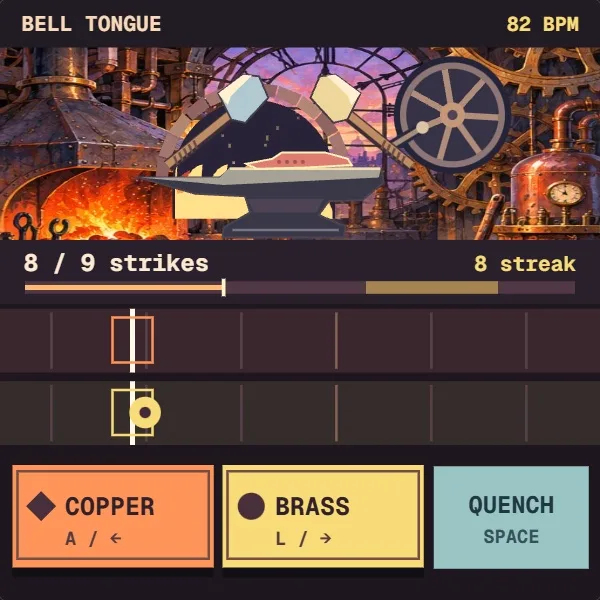 BELL TONGUE
82 BPM
8 / 9 strikes
8 streak
COPPER
A / ←
BRASS
L / →
QUENCH
SPACE